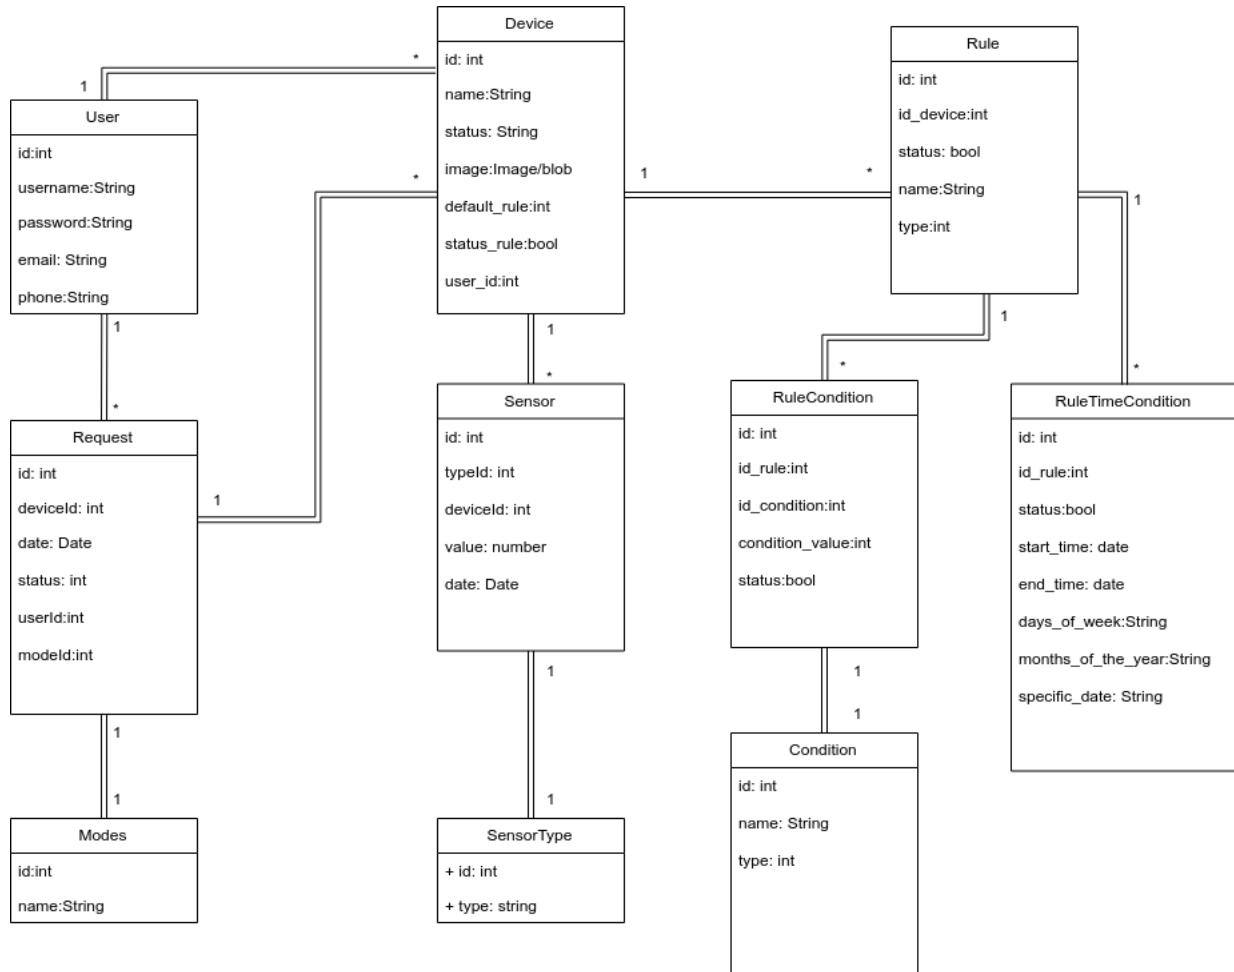 Device
id: int
name:String
status: String
image:Image/blob
default_rule:int
status_rule:bool
user_id:int
Rule
id: int
id_device:int
status: bool
name:String
type:int
*
1
User
id:int
username:String
password:String
email: String
phone:String
*
1
*
1
1
*
Request
id: int
deviceId: int
date: Date
status: int
userId:int
modeId:int
1
1
*
Sensor
id: int
typeId: int
deviceId: int
value: number
date: Date
1
*
RuleCondition
id: int
id_rule:int
id_condition:int
condition_value:int
status:bool
1
*
RuleTimeCondition
id: int
id_rule:int
status:bool
start_time: date
end_time: date
days_of_week:String
months_of_the_year:String
specific_date: String
1
1
Modes
id:int
name:String
1
1
SensorType
+ id: int
+ type: string
1
1
Condition
id: int
name: String
type: int